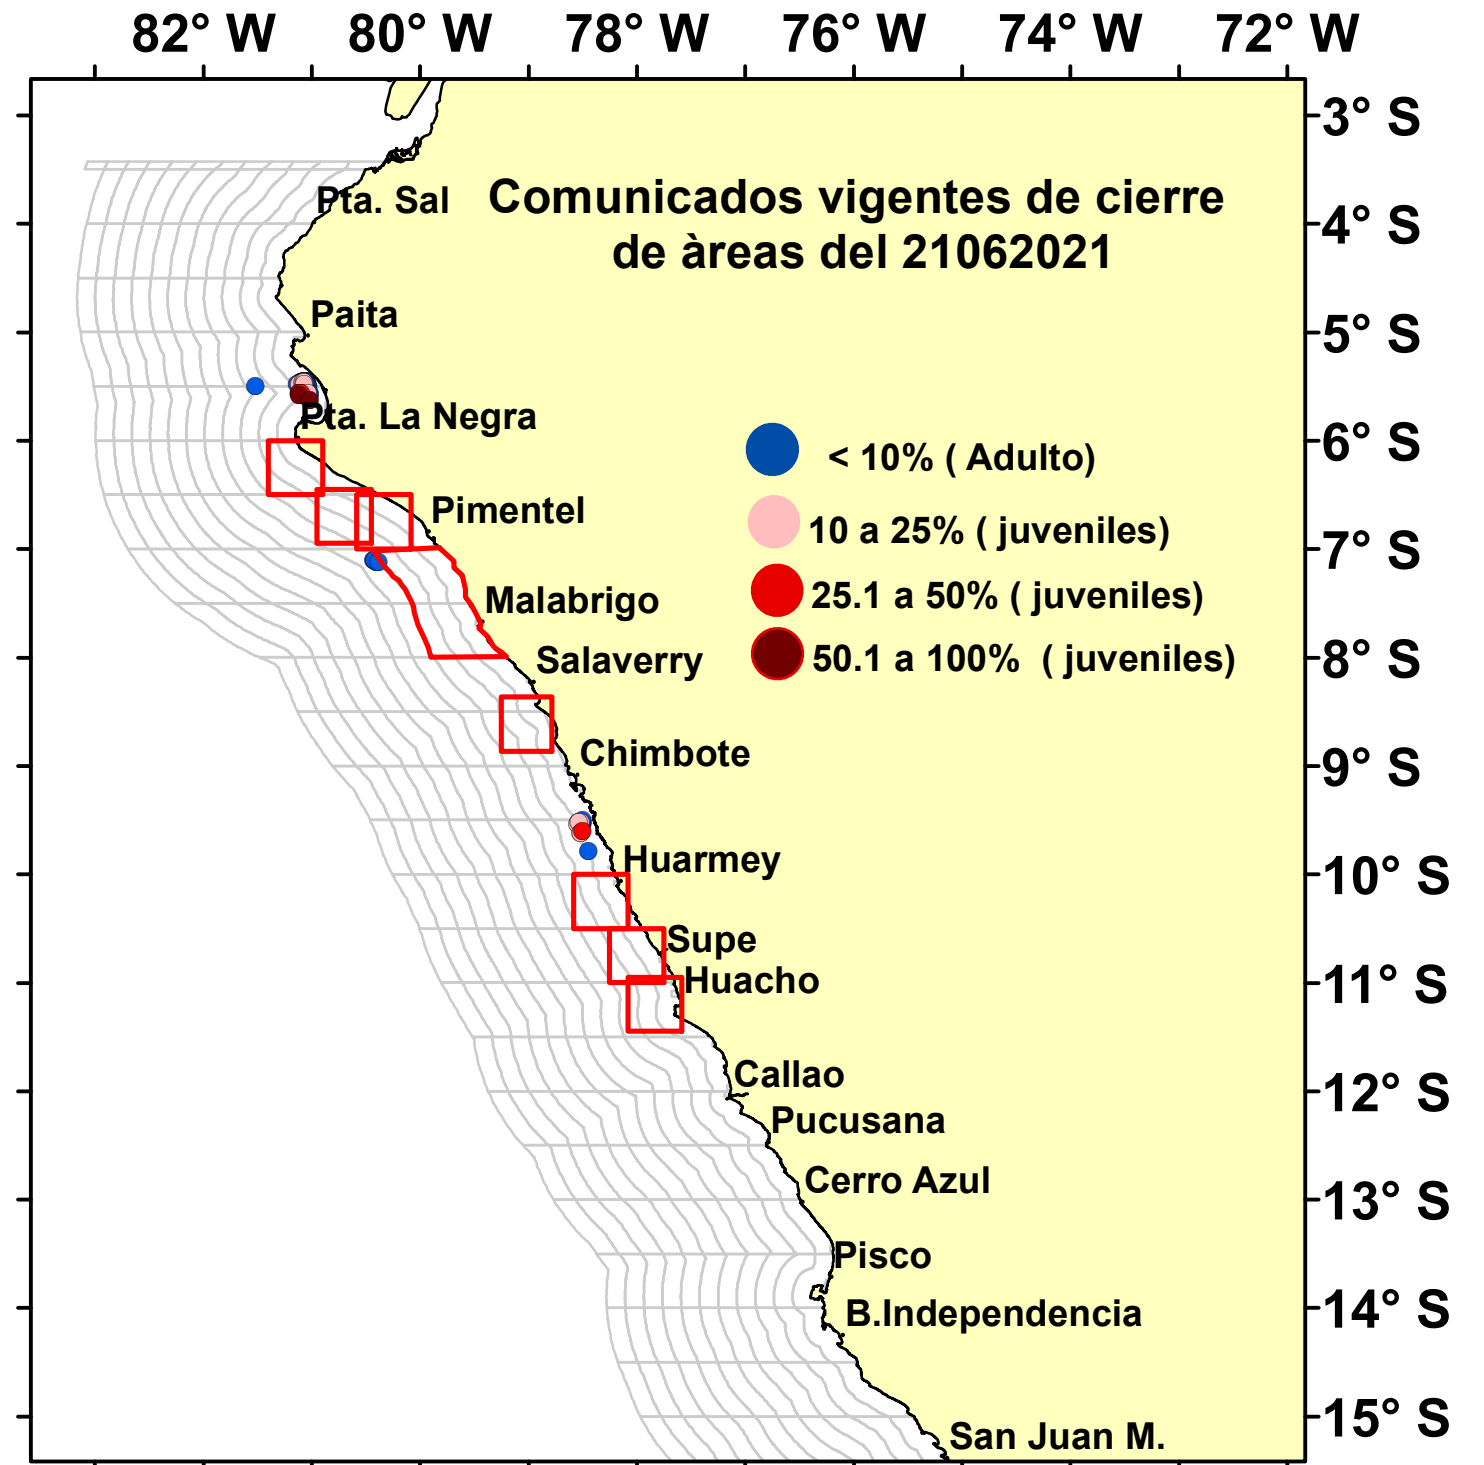 82° W 80° W 78° W 76° W 74° W 72° W
3° S
Pta. Sal
Comunicados vigentes de cierre
de àreas del 21062021
4° S
Paita
5° S
Pta. La Negra
6° S
< 10% ( Adulto)
Pimentel
10 a 25% ( juveniles)
7° S
Malabrigo
25.1 a 50% ( juveniles)
Salaverry
50.1 a 100% ( juveniles)
8° S
Chimbote
9° S
Huarmey
10° S
Supe
Huacho
11° S
Callao
12° S
Pucusana
Cerro Azul
13° S
Pisco
B.Independencia
14° S
15° S
San Juan M.